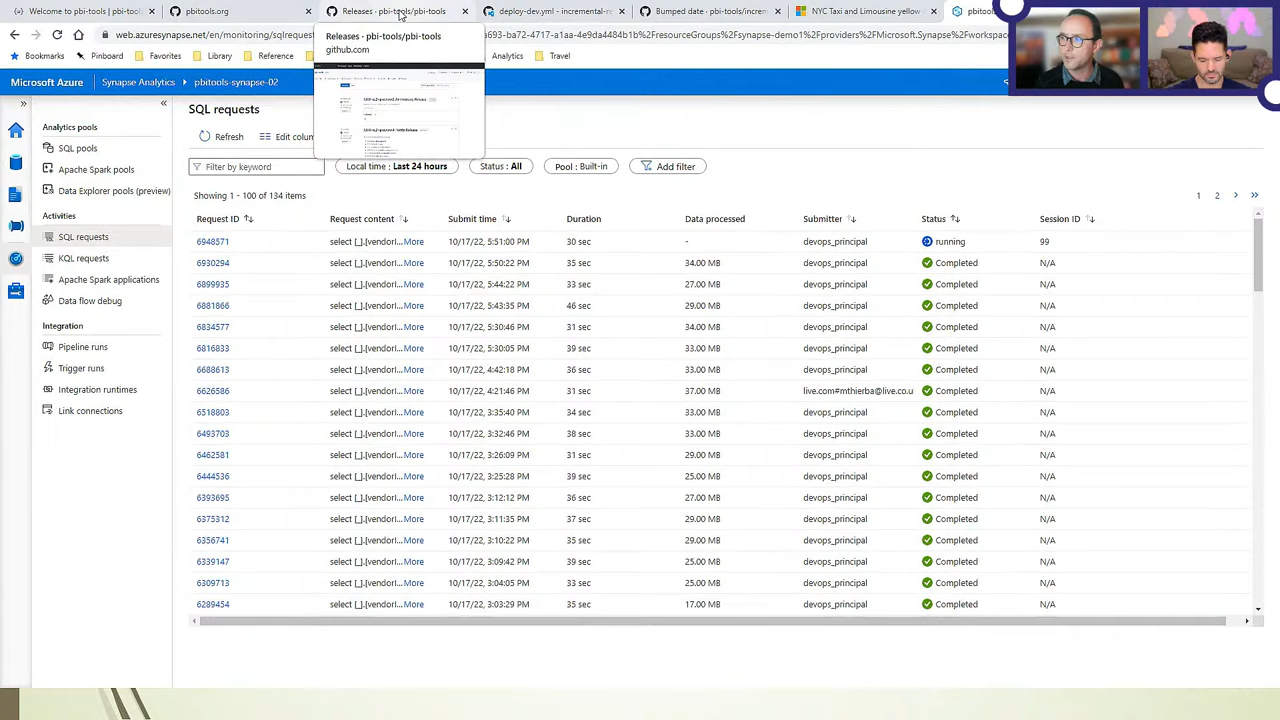 Welcome to pbi-tools | pbi-tool
pbitools.org
Releases · pbi-tools/pbi-tools
deploy-dev.yml - incremental-re
Bumped date · pbi-tools/increm
NYC Taxi and Limousine yellow
pbitool
web.azuresynapse.net/en/monitoring/sqlreque
Bookmarks
Inbox
Favorites
Law
Reference
Analytics
Travel
Releases · pbi-tools/pbi-tools
github.com
Microsoft Azure
Synapse Analytics
pbitools-synapse-02
Analytics pools
SQL pools
Apache Spark pools
Data Explorer pools (preview)
Activities
SQL requests
KQL requests
Apache Spark applications
Data flow debug
Integration
Pipeline runs
Trigger runs
Integration runtimes
Link connections
SQL requests
Refresh
Edit colum
Filter by keyword
Local time : Last 24 hours
Status : All
Pool : Built-in
Add filter
Showing 1 - 100 of 134 items
1 2
Request ID Request content Submit time Duration Data processed Submitter Status Session ID
6948571 select [_].[vendorI...More 10/17/22, 5:51:00 PM 30 sec - devops_principal running 99
6930294 select [_].[vendorI...More 10/17/22, 5:50:22 PM 35 sec 34.00 MB devops_principal Completed N/A
6899935 select [_].[vendorI...More 10/17/22, 5:44:22 PM 33 sec 27.00 MB devops_principal Completed N/A
6881866 select [_].[vendorI...More 10/17/22, 5:43:35 PM 46 sec 29.00 MB devops_principal Completed N/A
6834577 select [_].[vendorI...More 10/17/22, 5:30:46 PM 31 sec 34.00 MB devops_principal Completed N/A
6816833 select [_].[vendorI...More 10/17/22, 5:30:05 PM 39 sec 33.00 MB devops_principal Completed N/A
6688613 select [_].[vendorI...More 10/17/22, 4:42:18 PM 36 sec 33.00 MB devops_principal Completed N/A
6625586 select [_].[vendorI...More 10/17/22, 4:21:46 PM 31 sec 37.00 MB live.com#mthierba@live.co.u Completed N/A
6518803 select [_].[vendorI...More 10/17/22, 3:35:40 PM 34 sec 33.00 MB devops_principal Completed N/A
6493703 select [_].[vendorI...More 10/17/22, 3:32:46 PM 38 sec 33.00 MB devops_principal Completed N/A
6462581 select [_].[vendorI...More 10/17/22, 3:26:09 PM 31 sec 29.00 MB devops_principal Completed N/A
6444536 select [_].[vendorI...More 10/17/22, 3:25:28 PM 39 sec 25.00 MB devops_principal Completed N/A
6393695 select [_].[vendorI...More 10/17/22, 3:12:12 PM 36 sec 27.00 MB devops_principal Completed N/A
6375312 select [_].[vendorI...More 10/17/22, 3:11:35 PM 37 sec 29.00 MB devops_principal Completed N/A
6356741 select [_].[vendorI...More 10/17/22, 3:10:22 PM 35 sec 29.00 MB devops_principal Completed N/A
6339147 select [_].[vendorI...More 10/17/22, 3:09:42 PM 39 sec 25.00 MB devops_principal Completed N/A
6309713 select [_].[vendorI...More 10/17/22, 3:04:05 PM 33 sec 25.00 MB devops_principal Completed N/A
6289454 select [_].[vendorI...More 10/17/22, 3:03:29 PM 35 sec 17.00 MB devops_principal Completed N/A